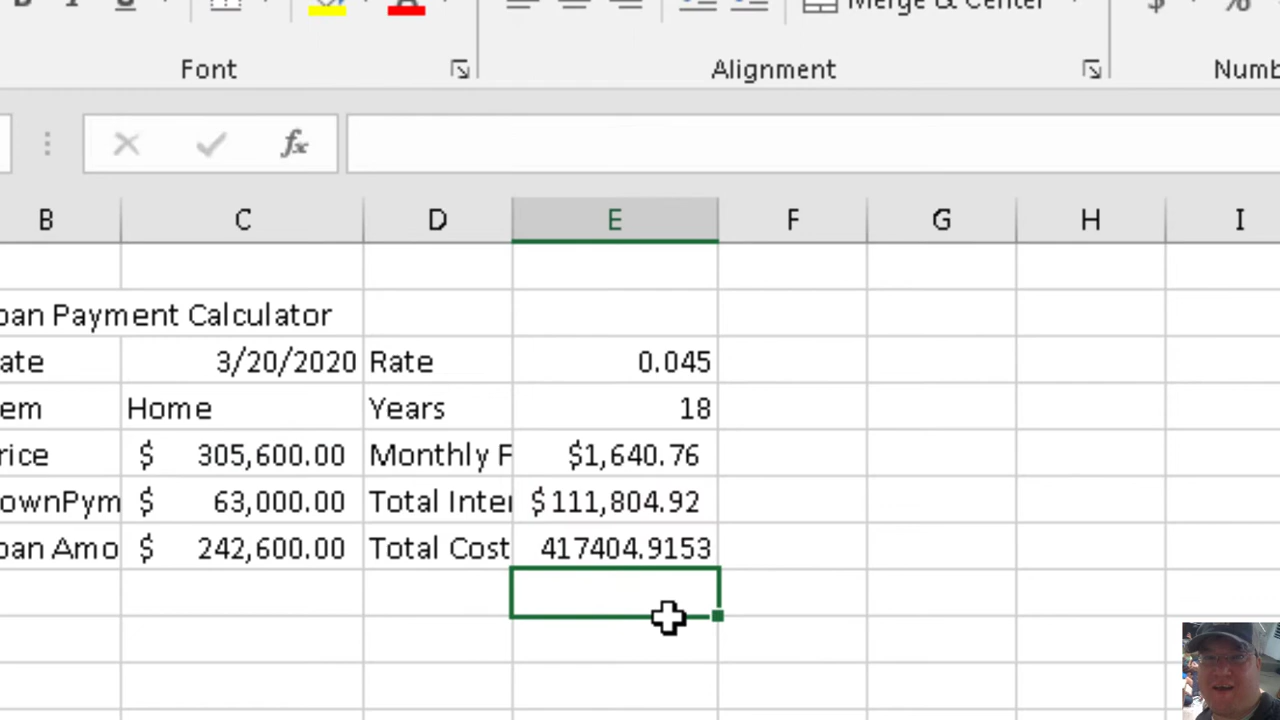 Merge & Center $ %
Font Alignment Numb
fx
B C D E F G H I
oan Payment Calculator
ate 3/20/2020 Rate 0.045
em Home Years 18
rice $ 305,600.00 Monthly P $1,640.76
ownPym $ 63,000.00 Total Inter $111,804.92
oan Amo $ 242,600.00 Total Cost 417404.9153